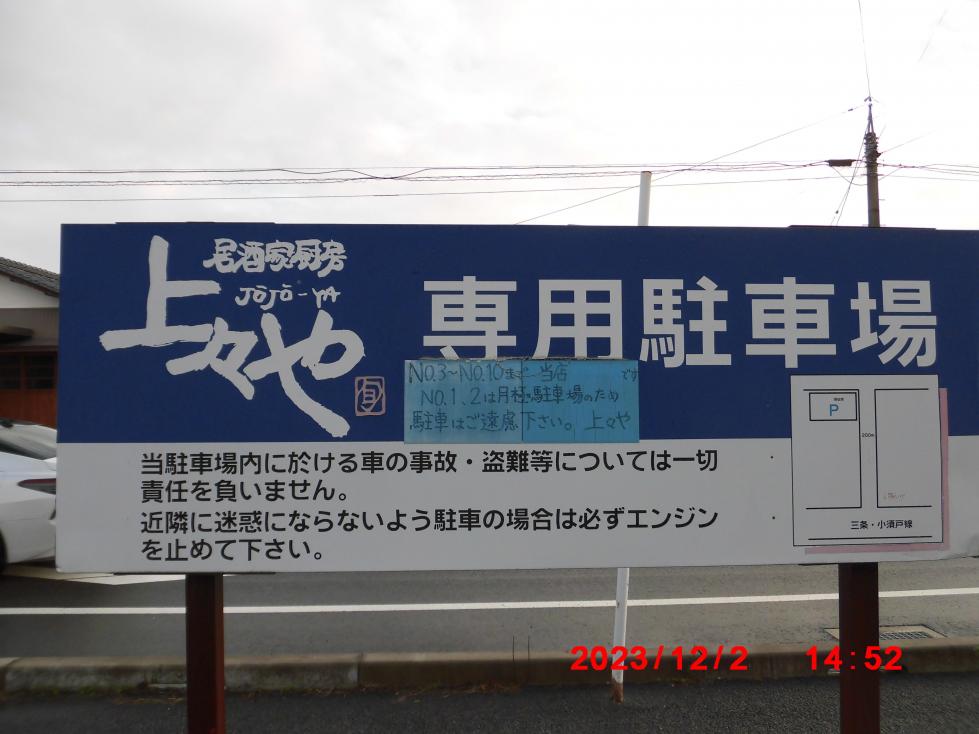 居酒家厨房
JōJō-YA
上々や
旬
専用駐車場
No.3~No.10まで 当店 です
No.1、2は月極駐車場のため
駐車はご遠慮下さい。上々や
当駐車場内に於ける車の事故・盗難等については一切
責任を負いません。
近隣に迷惑にならないよう駐車の場合は必ずエンジン
を止めて下さい。
P
200m
三条・小須戸線
2023/12/2 14:52